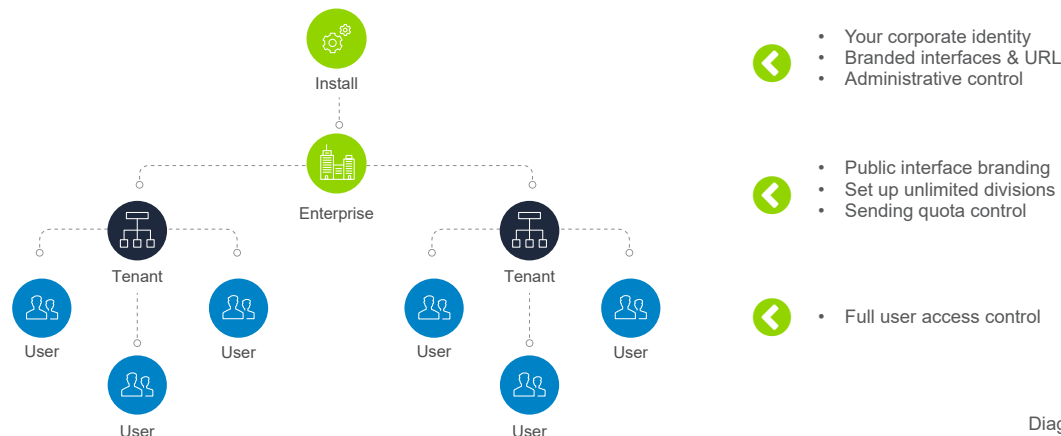 Install
• Your corporate identity
• Branded interfaces & URL
• Administrative control
Enterprise
• Public interface branding
• Set up unlimited divisions
• Sending quota control
Tenant
Tenant
User
User
User
User
• Full user access control
User
User